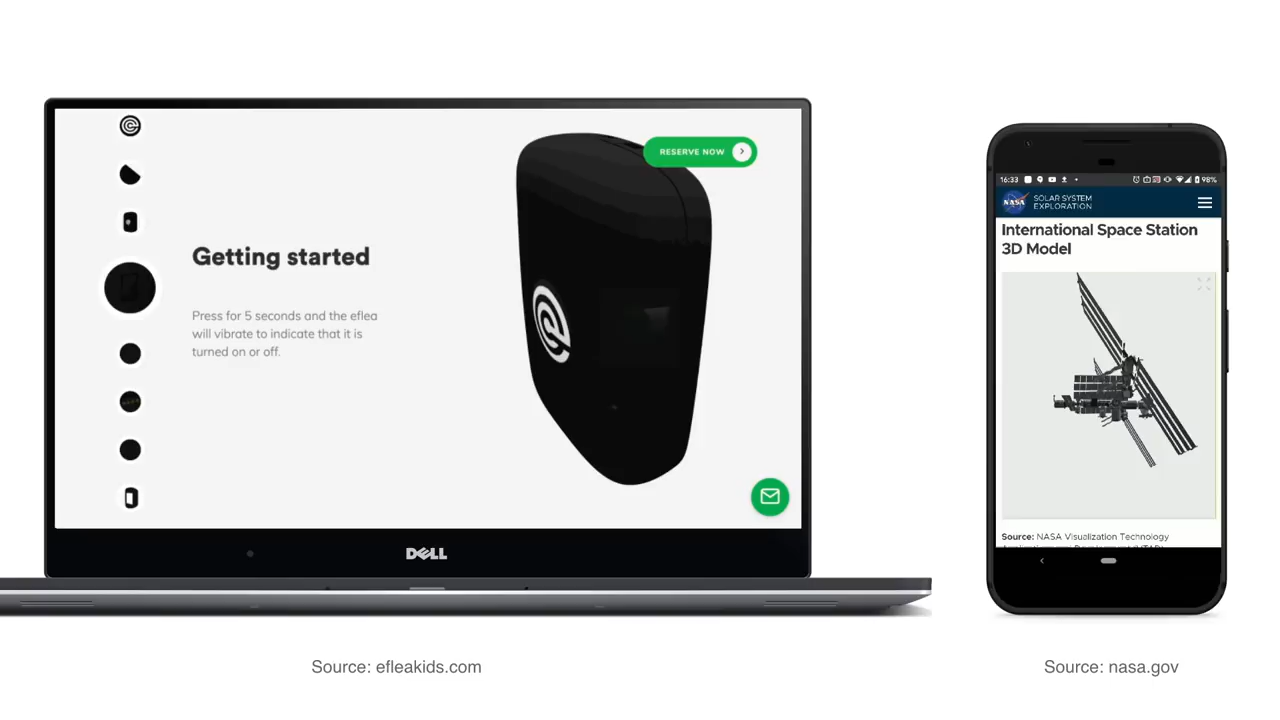 RESERVE NOW
Getting started
Press for 5 seconds and the eflea
will vibrate to indicate that it is
turned on or off.
DELL
Source: efleakids.com
16:33
98%
NASA
SOLAR SYSTEM
EXPLORATION
International Space Station
3D Model
Source: NASA Visualization Technology
Source: nasa.gov